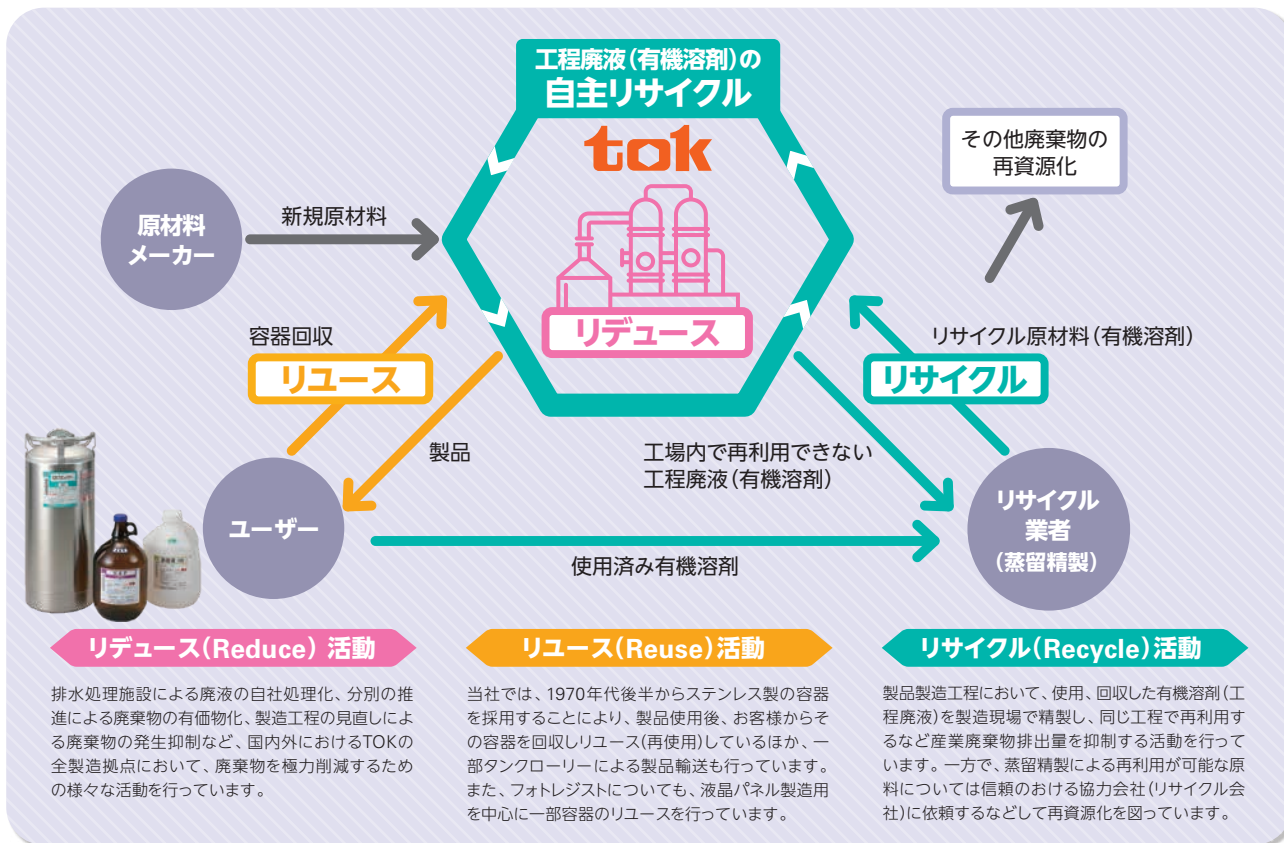 工程廃液(有機溶剤)の
自主リサイクル
tok
リデュース
その他廃棄物の
再資源化
原材料
メーカー
新規原材料
容器回収
リユース
リサイクル原材料(有機溶剤)
リサイクル
製品
工場内で再利用できない
工程廃液(有機溶剤)
ユーザー
使用済み有機溶剤
リサイクル
業者
(蒸留精製)
リデュース(Reduce) 活動
排水処理施設による廃液の自社処理化、分別の推
進による廃棄物の有価物化、製造工程の見直しによ
る廃棄物の発生抑制など、国内外におけるTOKの
全製造拠点において、廃棄物を極力削減するため
の様々な活動を行っています。
リユース(Reuse)活動
当社では、1970年代後半からステンレス製の容器
を採用することにより、製品使用後、お客様からそ
の容器を回収しリユース(再使用)しているほか、一
部タンクローリーによる製品輸送も行っています。
また、フォトレジストについても、液晶パネル製造用
を中心に一部容器のリユースを行っています。
リサイクル(Recycle)活動
製品製造工程において、使用、回収した有機溶剤(工
程廃液)を製造現場で精製し、同じ工程で再利用す
るなど産業廃棄物排出量を抑制する活動を行って
います。一方で、蒸留精製による再利用が可能な原
料については信頼のおける協力会社(リサイクル会
社)に依頼するなどして再資源化を図っています。